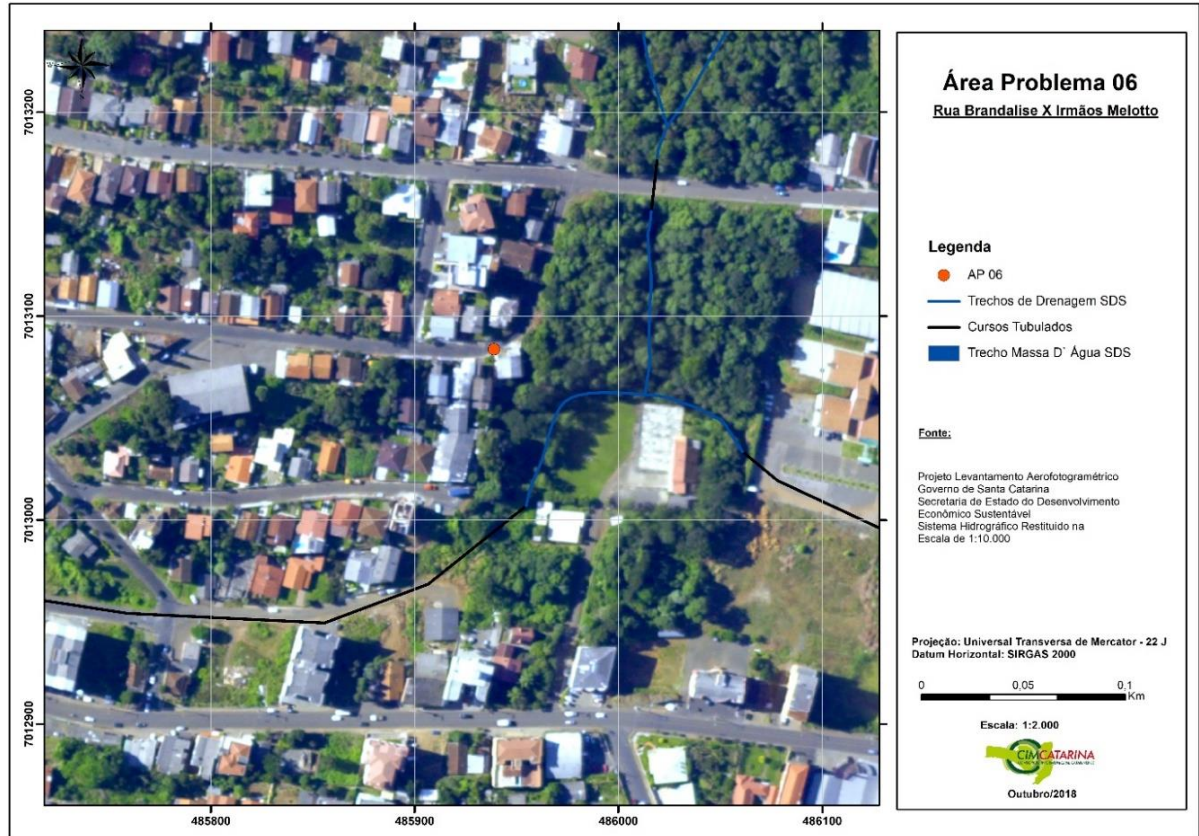 Área Problema 06
Rua Brandalise X Irmãos Melotto
Legenda
AP 06
Trechos de Drenagem SDS
Cursos Tubulados
Trecho Massa D` Água SDS
Fonte:
Projeto Levantamento Aerofotogramétrico
Governo de Santa Catarina
Secretaria de Estado do Desenvolvimento
Econômico Sustentável
Sistema Hidrográfico Restituido na
Escala de 1:10.000
Projeção: Universal Transversa de Mercator - 22 J
Datum Horizontal: SIRGAS 2000
0 0,05 0,1
Km
Escala: 1:2.000
CIMCATARINA
Outubro/2018
7013200
7013100
7013000
7012900
485800 485900 486000 486100